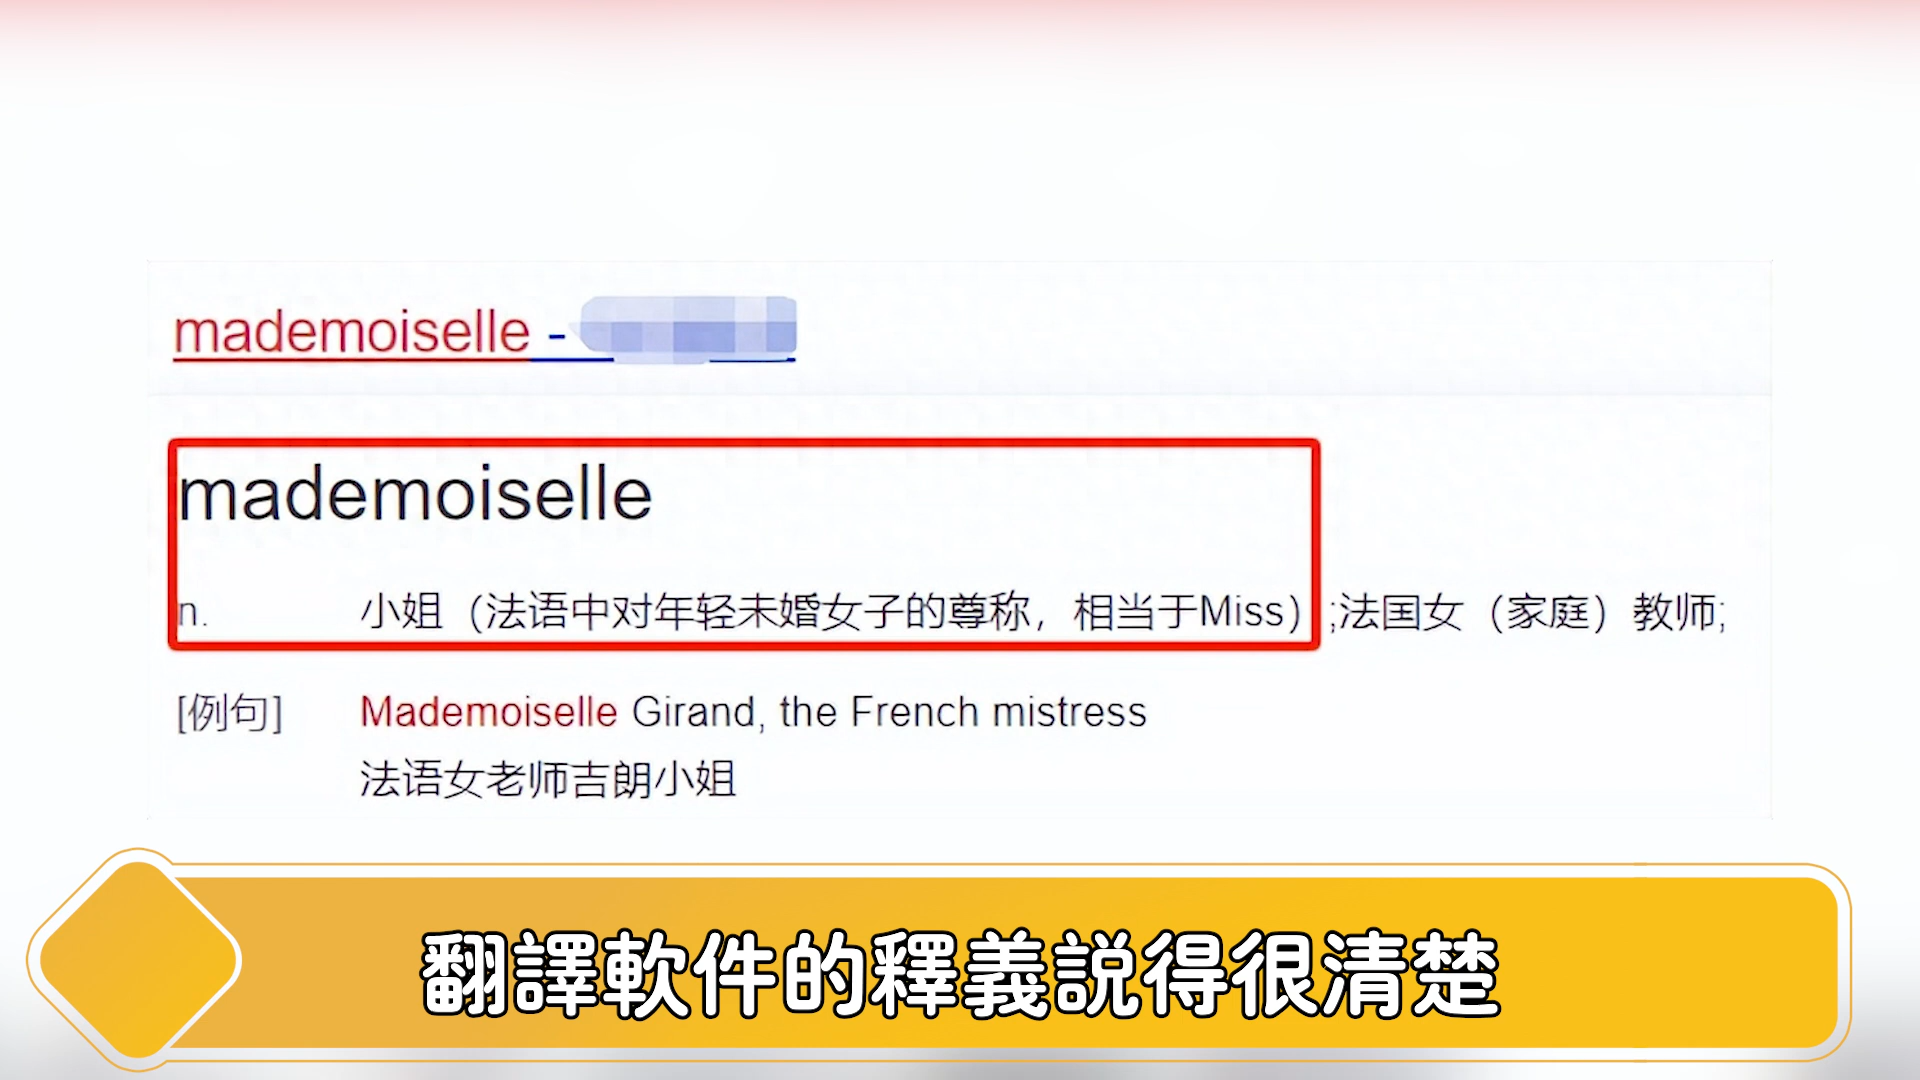 mademoiselle -
mademoiselle
n. 小姐（法语中对年轻未婚女子的尊称，相当于Miss）;法国女（家庭）教师;
[例句] Mademoiselle Girand, the French mistress
法语女老师吉朗小姐
翻譯軟件的釋義説得很清楚